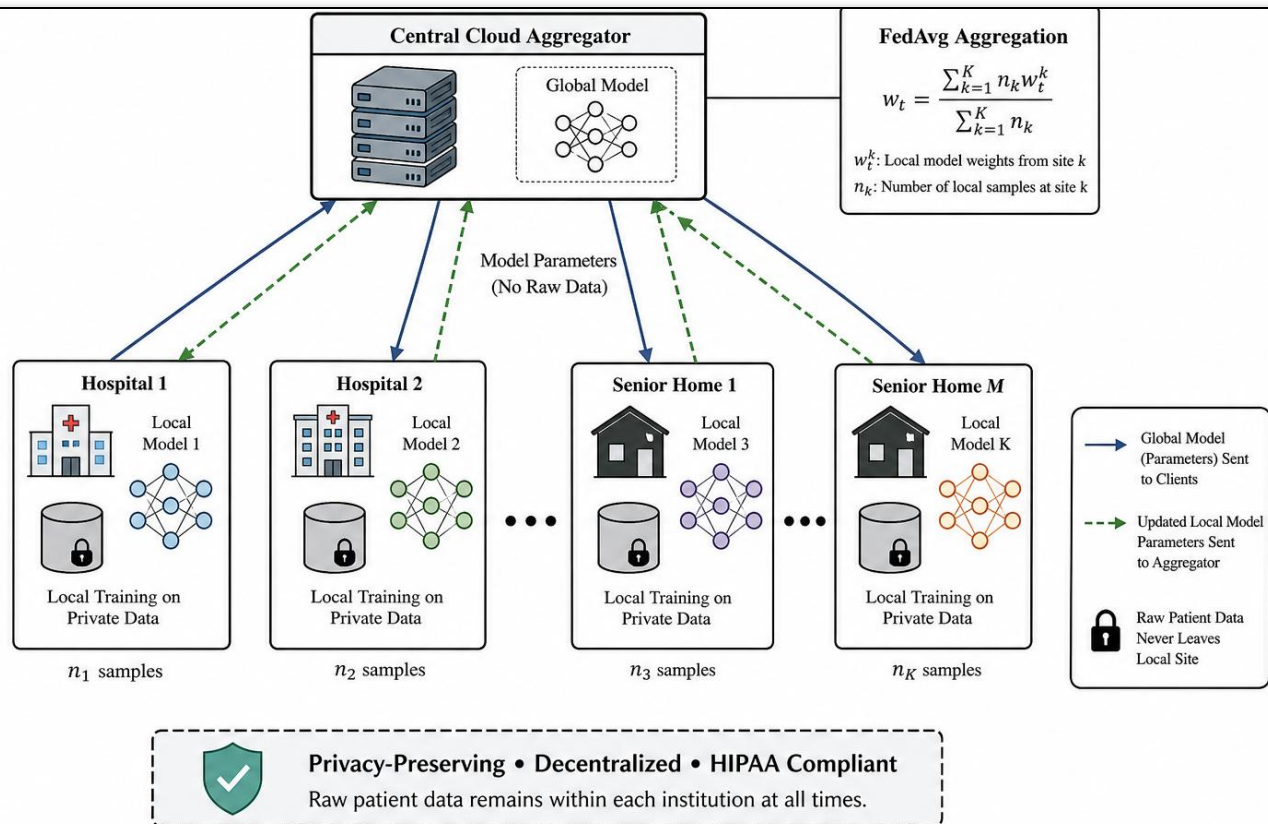 Central Cloud Aggregator
Global Model
FedAvg Aggregation
w_t = \frac{\sum_{k=1}^{K} n_k w_t^k}{\sum_{k=1}^{K} n_k}
w_t^k: Local model weights from site k
n_k: Number of local samples at site k
Model Parameters
(No Raw Data)
Hospital 1
Local
Model 1
Local Training on
Private Data
n_1 samples
Hospital 2
Local
Model 2
Local Training on
Private Data
n_2 samples
Senior Home 1
Local
Model 3
Local Training on
Private Data
n_3 samples
Senior Home M
Local
Model K
Local Training on
Private Data
n_K samples
Global Model
(Parameters) Sent
to Clients
Updated Local Model
Parameters Sent
to Aggregator
Raw Patient Data
Never Leaves
Local Site
Privacy-Preserving • Decentralized • HIPAA Compliant
Raw patient data remains within each institution at all times.